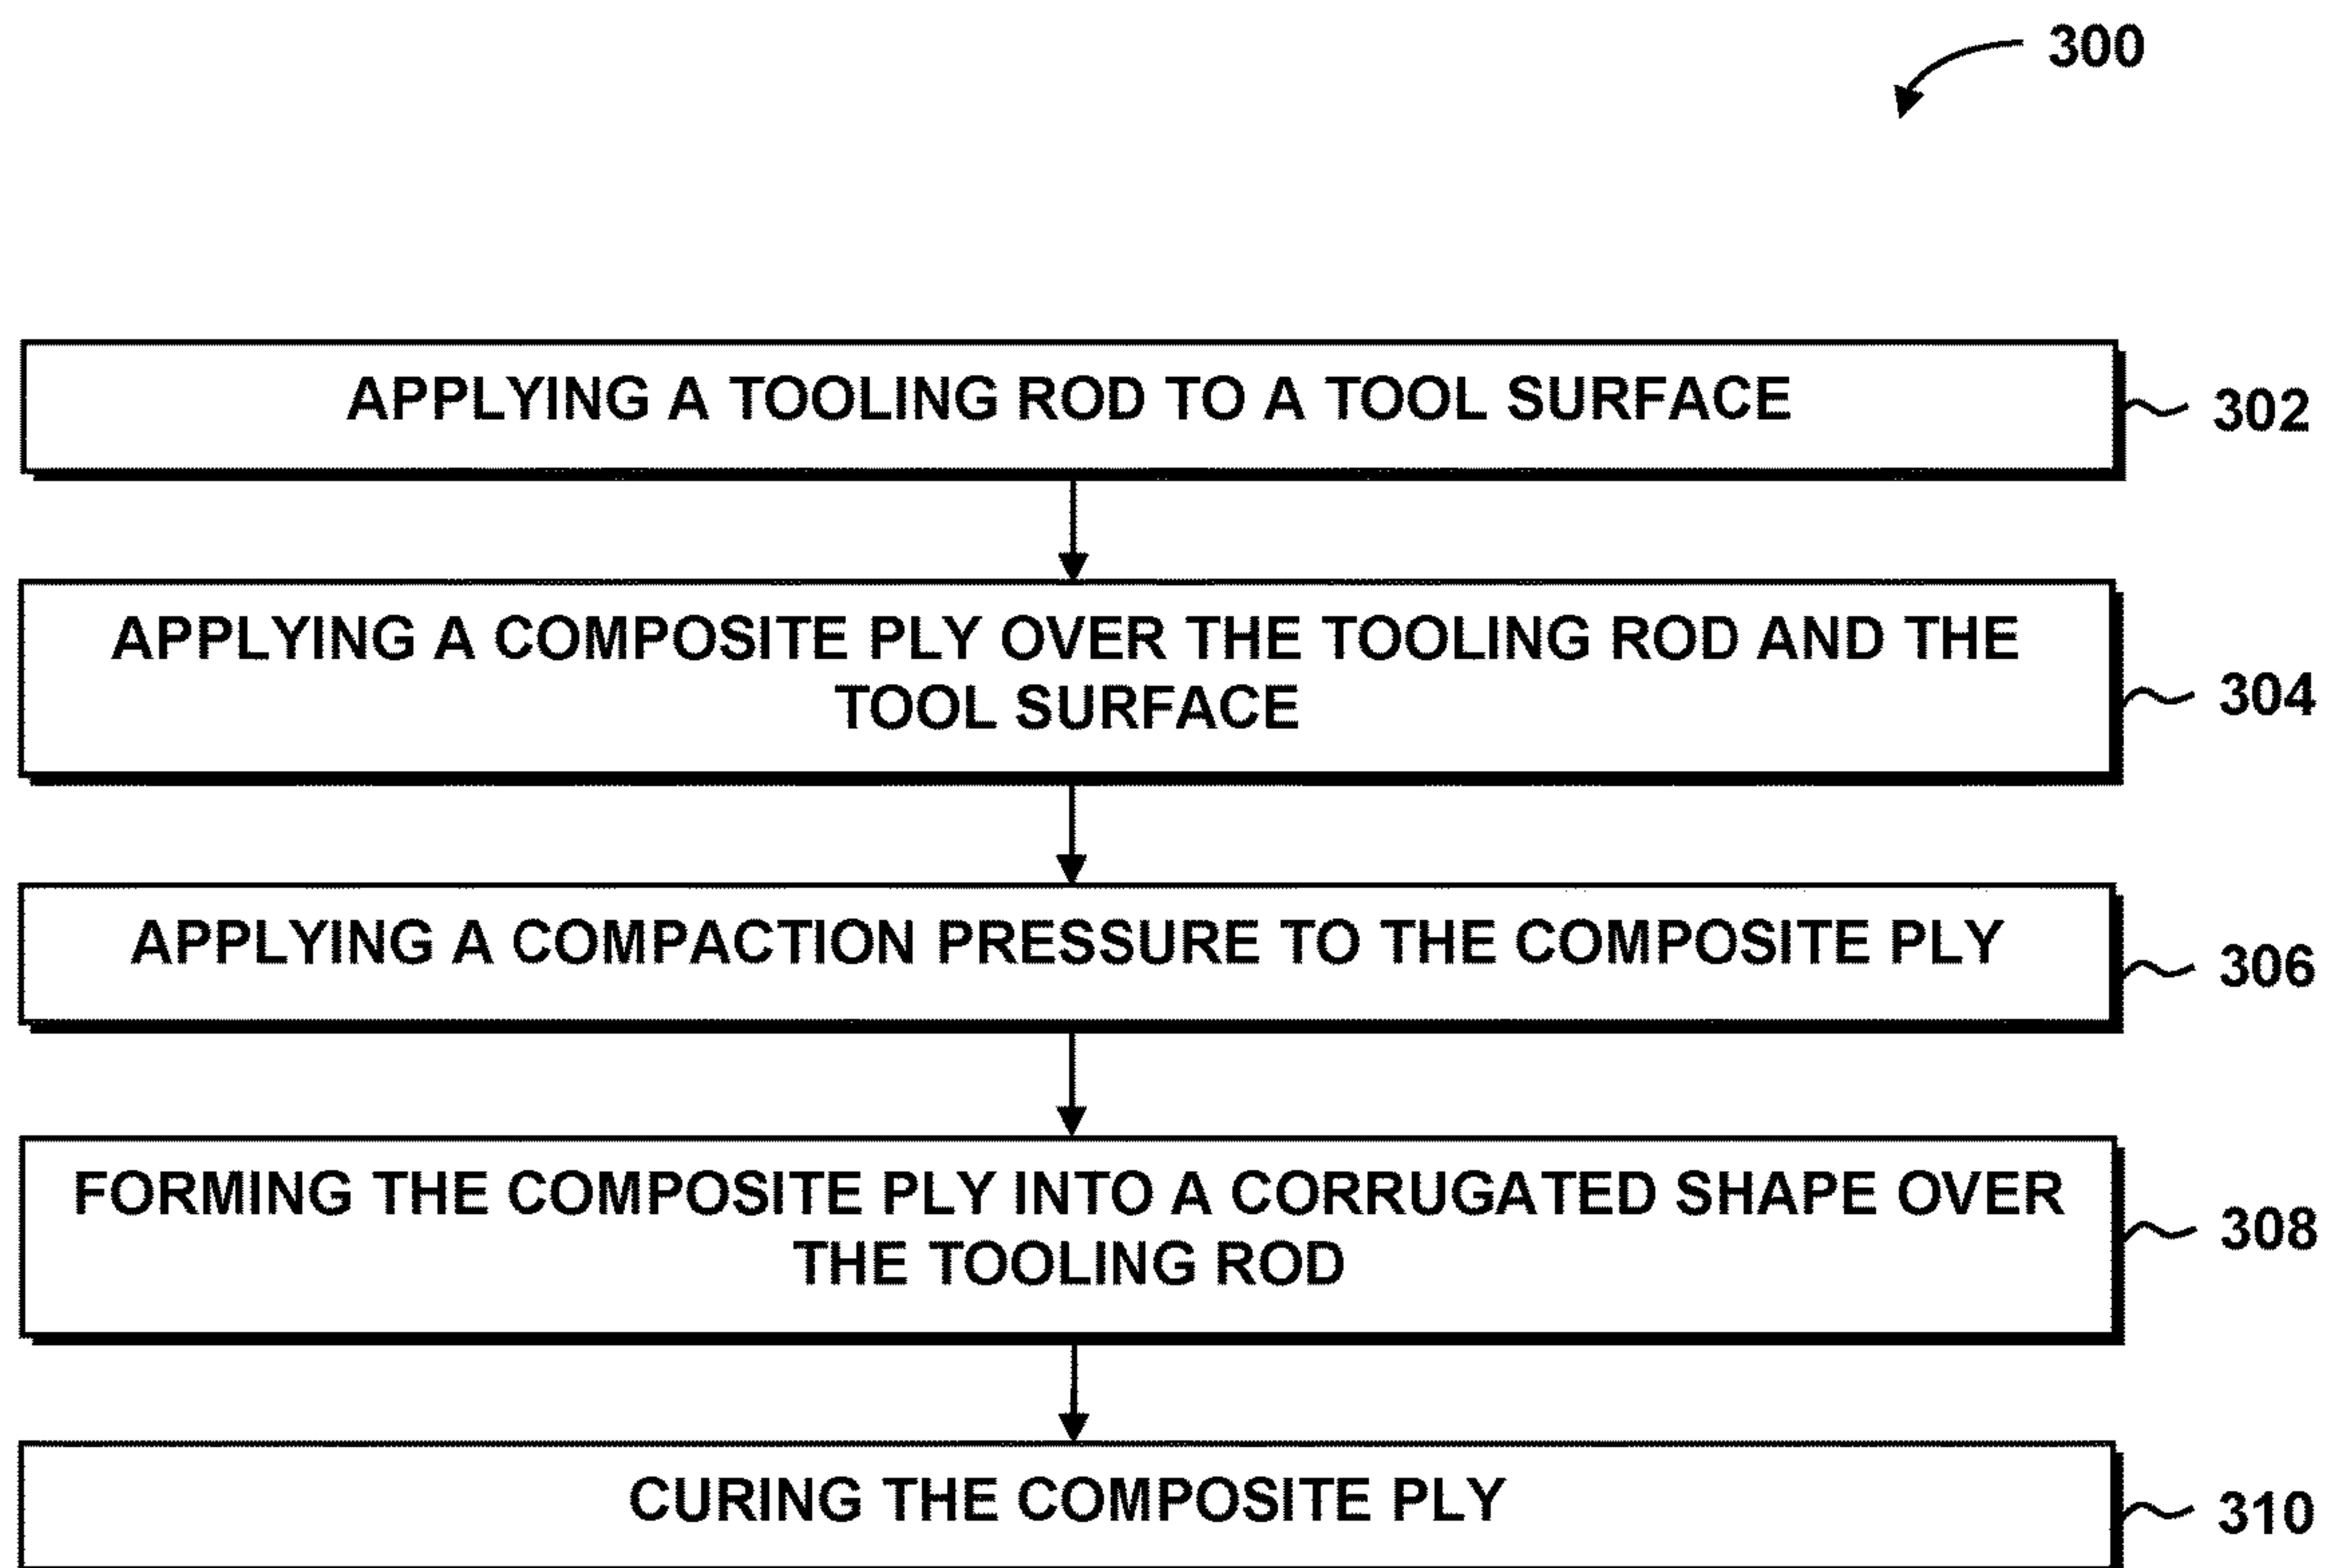 300
APPLYING A TOOLING ROD TO A TOOL SURFACE
302
APPLYING A COMPOSITE PLY OVER THE TOOLING ROD AND THE
TOOL SURFACE
304
APPLYING A COMPACTION PRESSURE TO THE COMPOSITE PLY
306
FORMING THE COMPOSITE PLY INTO A CORRUGATED SHAPE OVER
THE TOOLING ROD
308
CURING THE COMPOSITE PLY
310